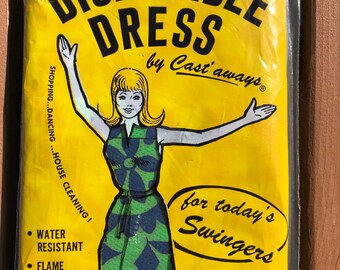 DRESS
by Cast'aways®
SHOPPING...DANCING
...HOUSE CLEANING!
for today's
Swingers
• WATER
RESISTANT
• FLAME